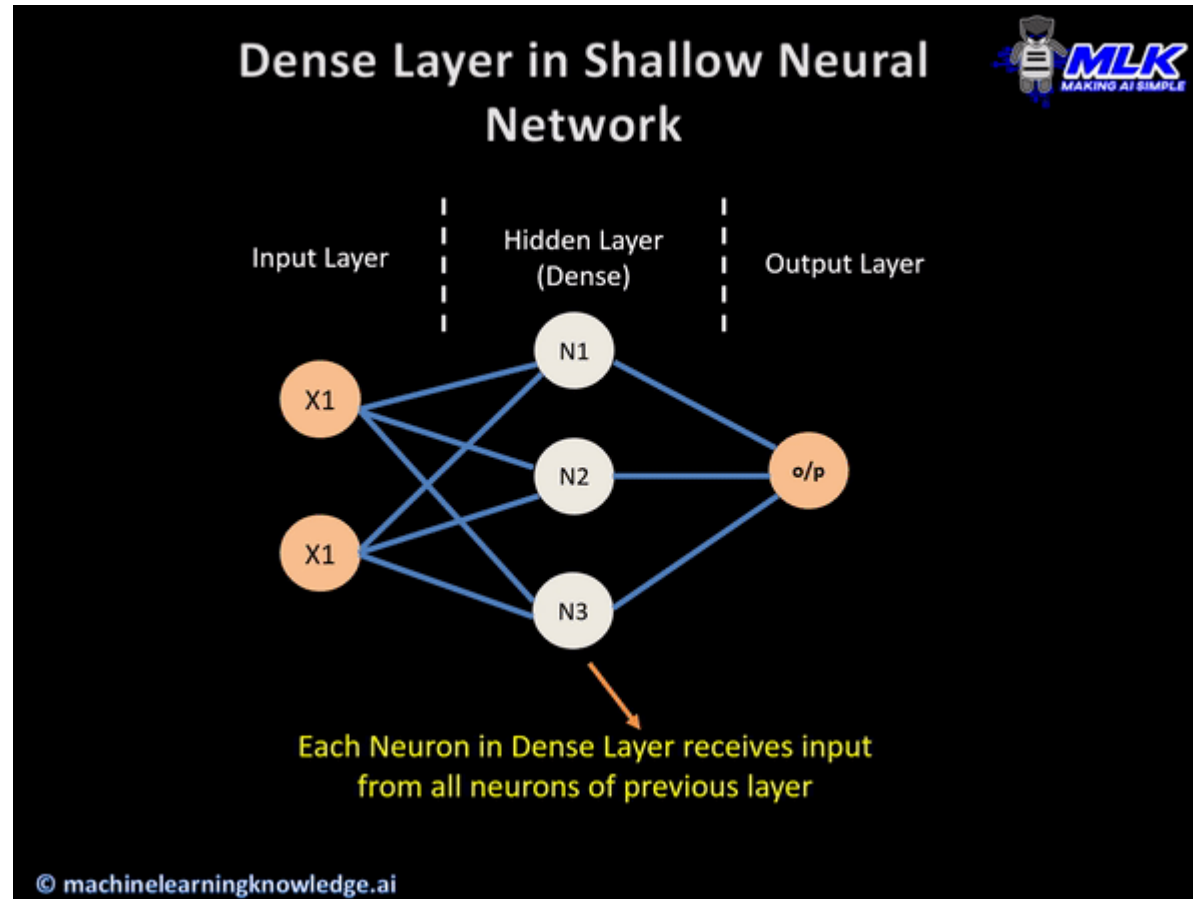 Dense Layer in Shallow Neural
Network
MLK
MAKING AI SIMPLE
Input Layer
Hidden Layer
(Dense)
Output Layer
N1
X1
N2
o/p
X1
N3
Each Neuron in Dense Layer receives input
from all neurons of previous layer
© machinelearningknowledge.ai